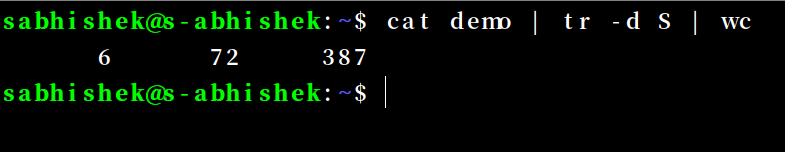 sabhishek@s-abhishek:~$ cat demo | tr -d S | wc
      6      72     387
sabhishek@s-abhishek:~$